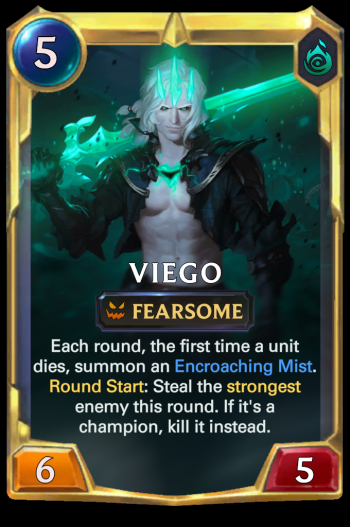 5
VIEGO
FEARSOME
Each round, the first time a unit
dies, summon an Encroaching Mist.
Round Start: Steal the strongest
enemy this round. If it's a
champion, kill it instead.
6
5